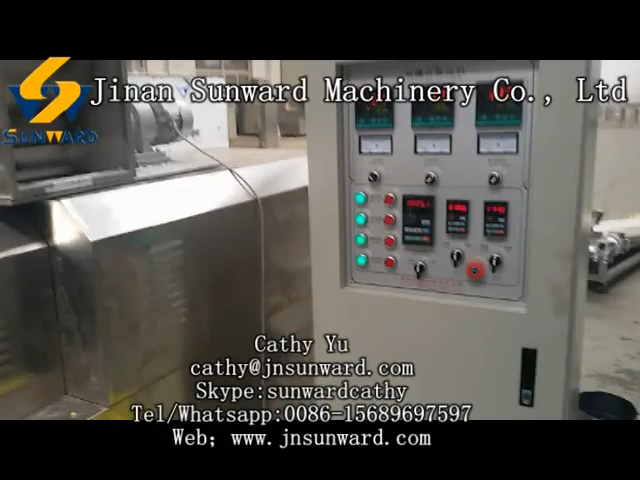 Jinan Sunward Machinery Co., Ltd
SUNWARD
Cathy Yu
cathy@jnsunward.com
Skype:sunwardcathy
Tel/Whatsapp:0086-15689697597
Web; www.jnsunward.com